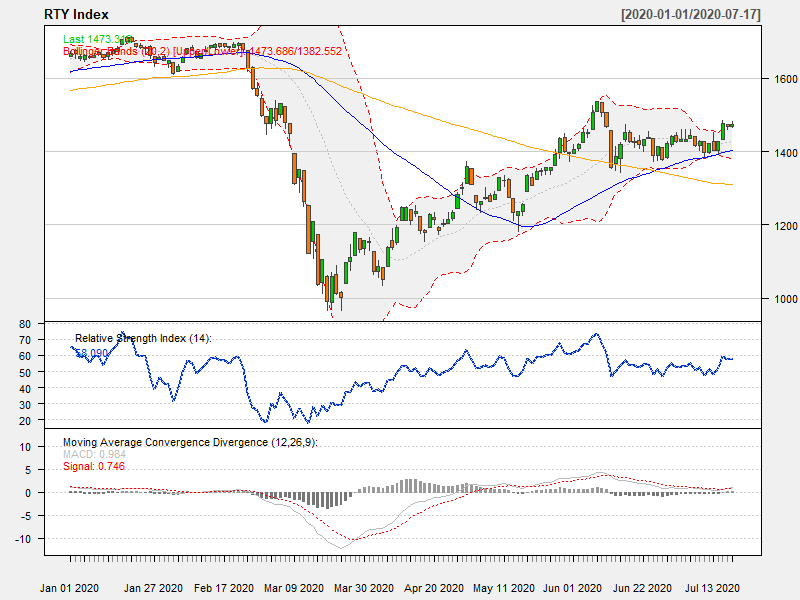 RTY Index [2020-01-01/2020-07-17]
Last 1473.3
Bollinger Bands (20,2) [Upper/Lower]: 1473.686/1382.552
1600
1400
1200
1000
Relative Strength Index (14):
58.090
80
70
60
50
40
30
20
Moving Average Convergence Divergence (12,26,9):
MACD: 0.984
Signal: 0.746
10
5
0
-5
-10
Jan 01 2020 Jan 27 2020 Feb 17 2020 Mar 09 2020 Mar 30 2020 Apr 20 2020 May 11 2020 Jun 01 2020 Jun 22 2020 Jul 13 2020